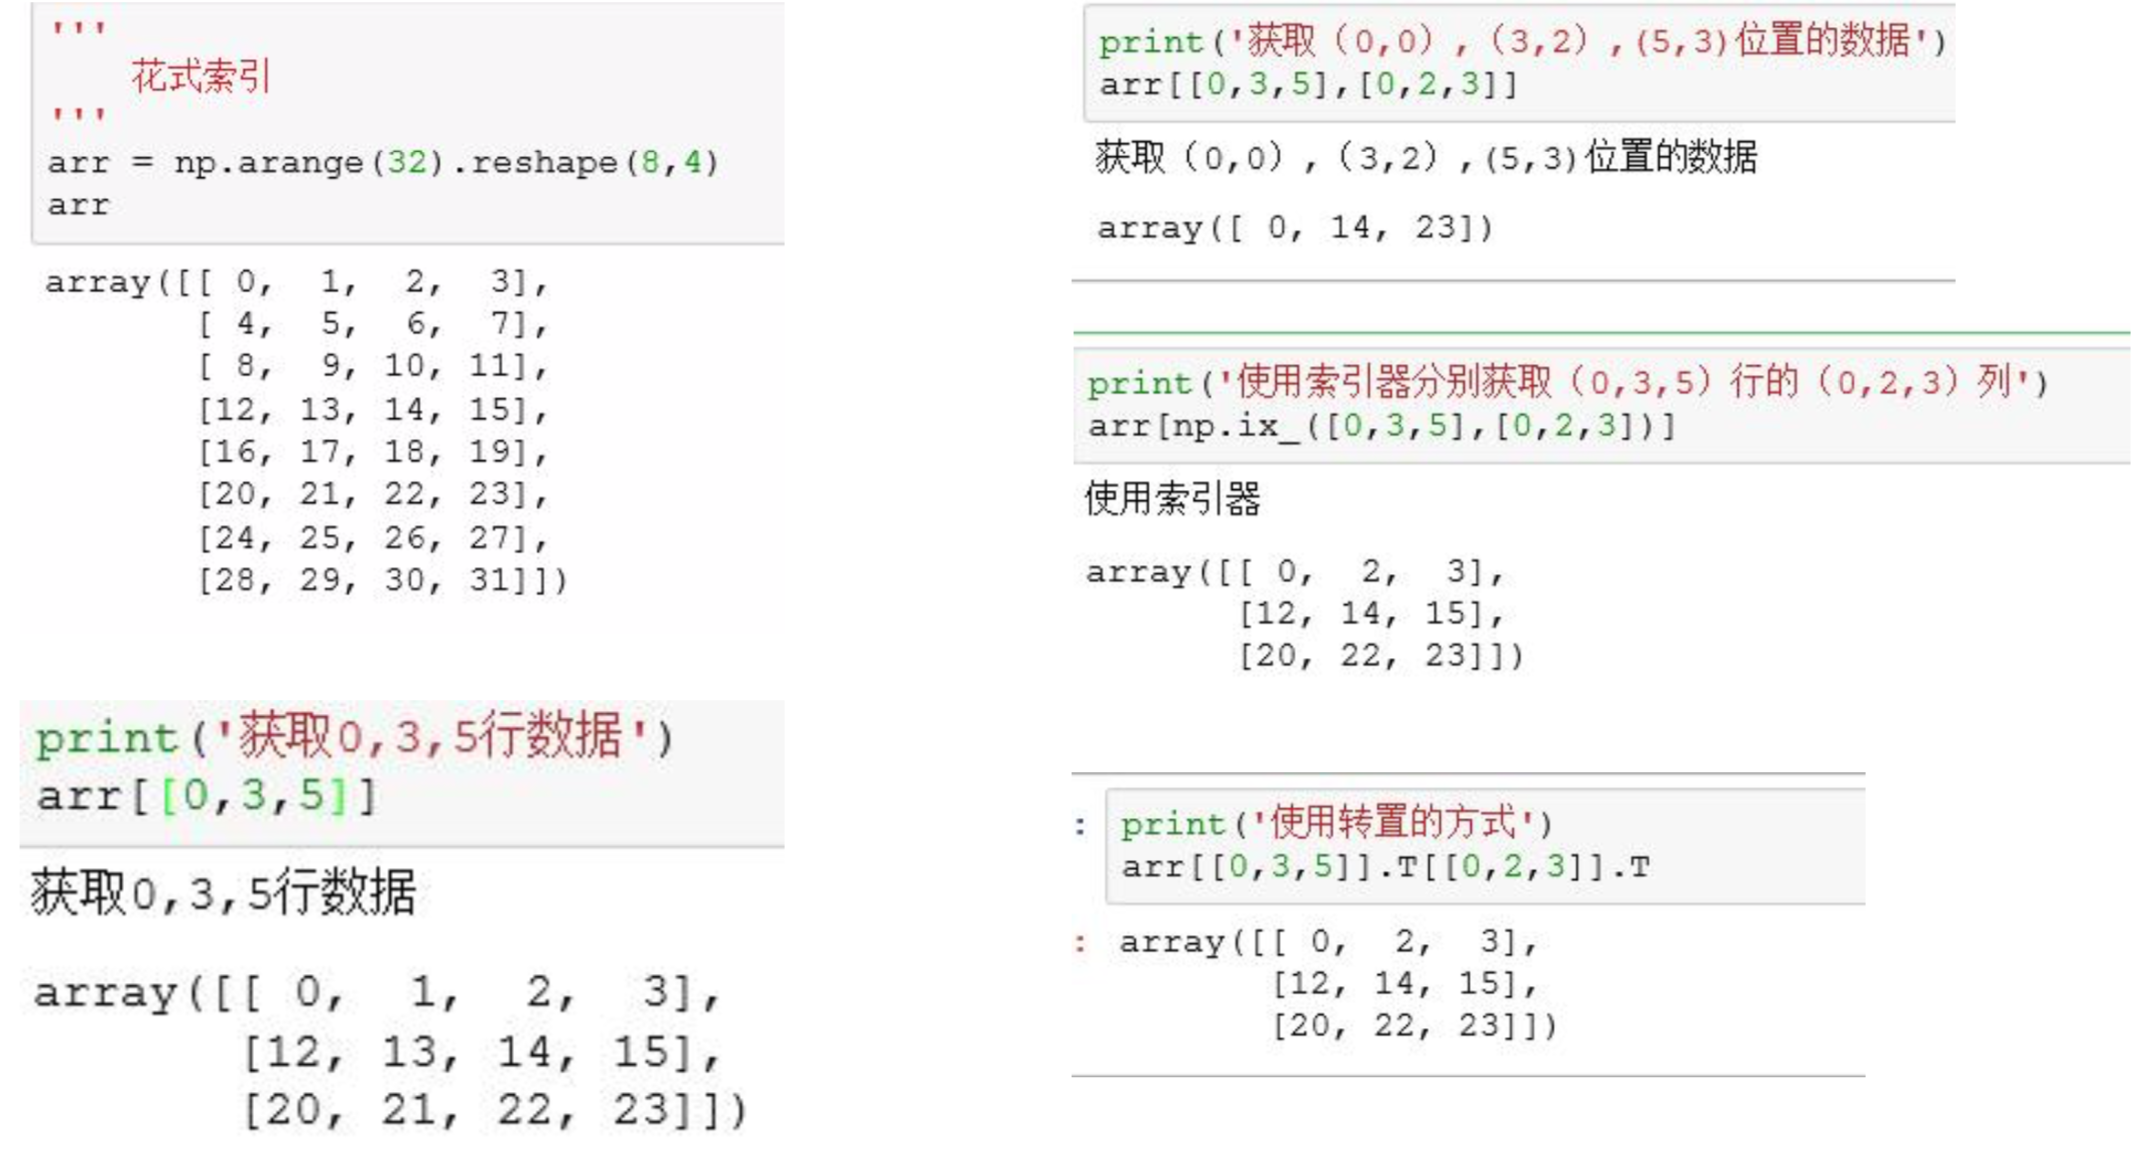 '''
花式索引
'''
arr = np.arange(32).reshape(8,4)
arr
array([[ 0,  1,  2,  3],
[ 4,  5,  6,  7],
[ 8,  9, 10, 11],
[12, 13, 14, 15],
[16, 17, 18, 19],
[20, 21, 22, 23],
[24, 25, 26, 27],
[28, 29, 30, 31]])
print('获取0,3,5行数据')
arr[[0,3,5]]
获取0,3,5行数据
array([[ 0,  1,  2,  3],
[12, 13, 14, 15],
[20, 21, 22, 23]])
print('获取（0,0），（3,2）,(5,3)位置的数据')
arr[[0,3,5],[0,2,3]]
获取（0,0），（3,2）,(5,3)位置的数据
array([ 0, 14, 23])
print('使用索引器分别获取（0,3,5）行的（0,2,3）列')
arr[np.ix_([0,3,5],[0,2,3])]
使用索引器
array([[ 0,  2,  3],
[12, 14, 15],
[20, 22, 23]])
: print('使用转置的方式')
arr[[0,3,5]].T[[0,2,3]].T
: array([[ 0,  2,  3],
[12, 14, 15],
[20, 22, 23]])